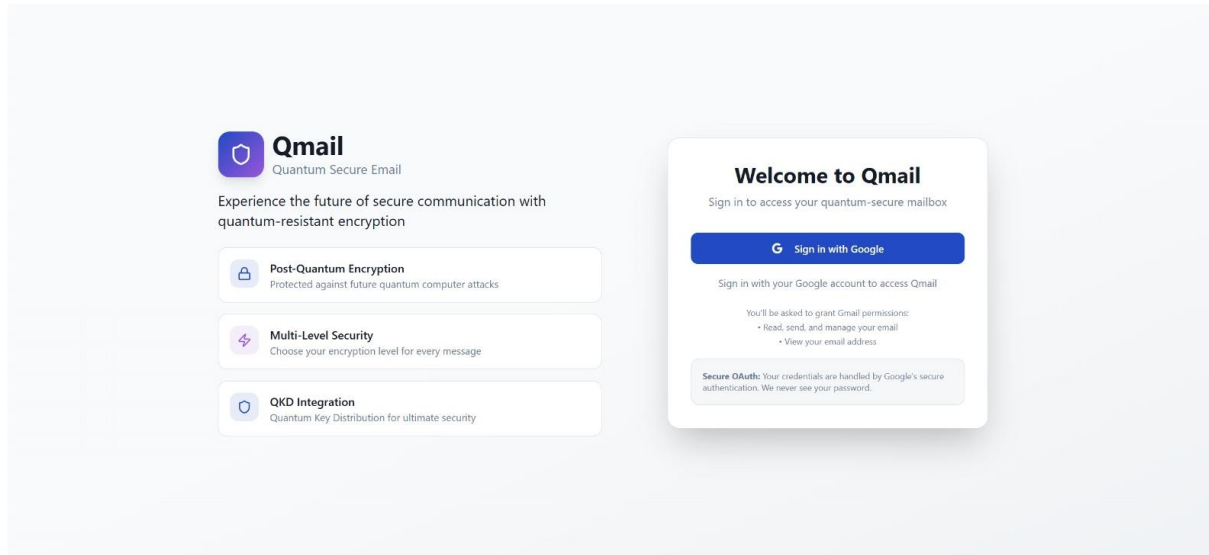 Qmail
Quantum Secure Email
Experience the future of secure communication with
quantum-resistant encryption
Post-Quantum Encryption
Protected against future quantum computer attacks
Multi-Level Security
Choose your encryption level for every message
QKD Integration
Quantum Key Distribution for ultimate security
Welcome to Qmail
Sign in to access your quantum-secure mailbox
G Sign in with Google
Sign in with your Google account to access Qmail
You'll be asked to grant Gmail permissions:
• Read, send, and manage your email
• View your email address
Secure OAuth: Your credentials are handled by Google's secure
authentication. We never see your password.